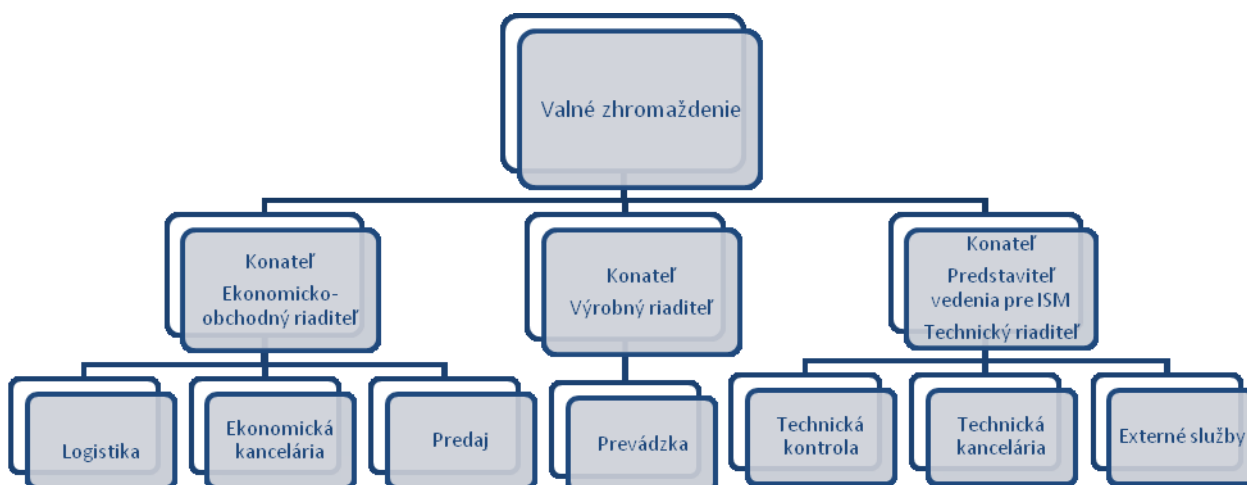 Valné zhromaždenie
Konateľ
Ekonomicko-
obchodný riaditeľ
Konateľ
Výrobný riaditeľ
Konateľ
Predstaviteľ
vedenia pre ISM
Technický riaditeľ
Logistika
Ekonomická
kancelária
Predaj
Prevádzka
Technická
kontrola
Technická
kancelária
Externé služby